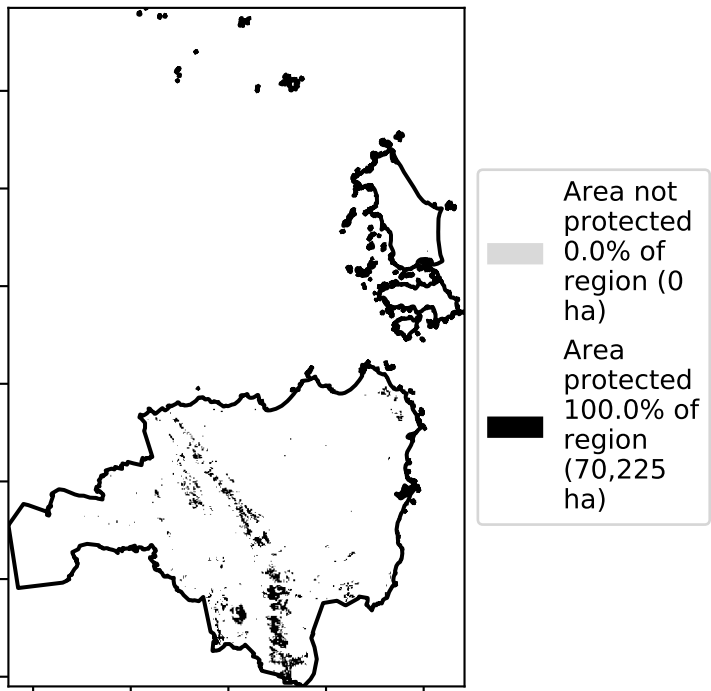 Area not
protected
0.0% of
region (0
ha)
Area
protected
100.0% of
region
(70,225
ha)